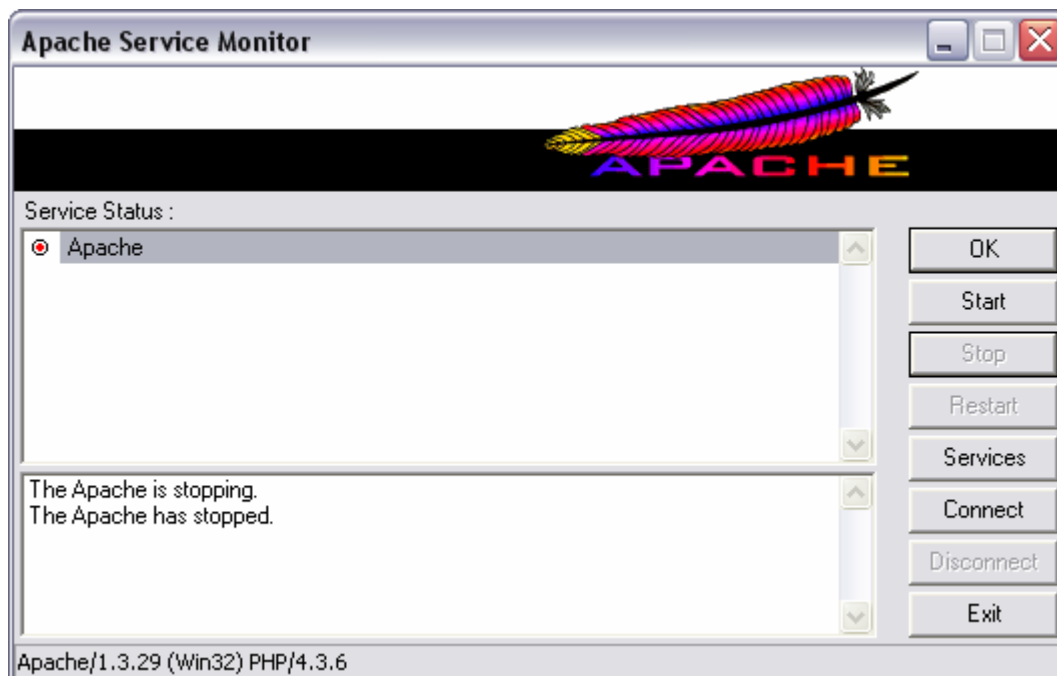 Apache Service Monitor
APACHE
Service Status :
Apache
OK
Start
Stop
Restart
Services
Connect
Disconnect
Exit
The Apache is stopping.
The Apache has stopped.
Apache/1.3.29 (Win32) PHP/4.3.6